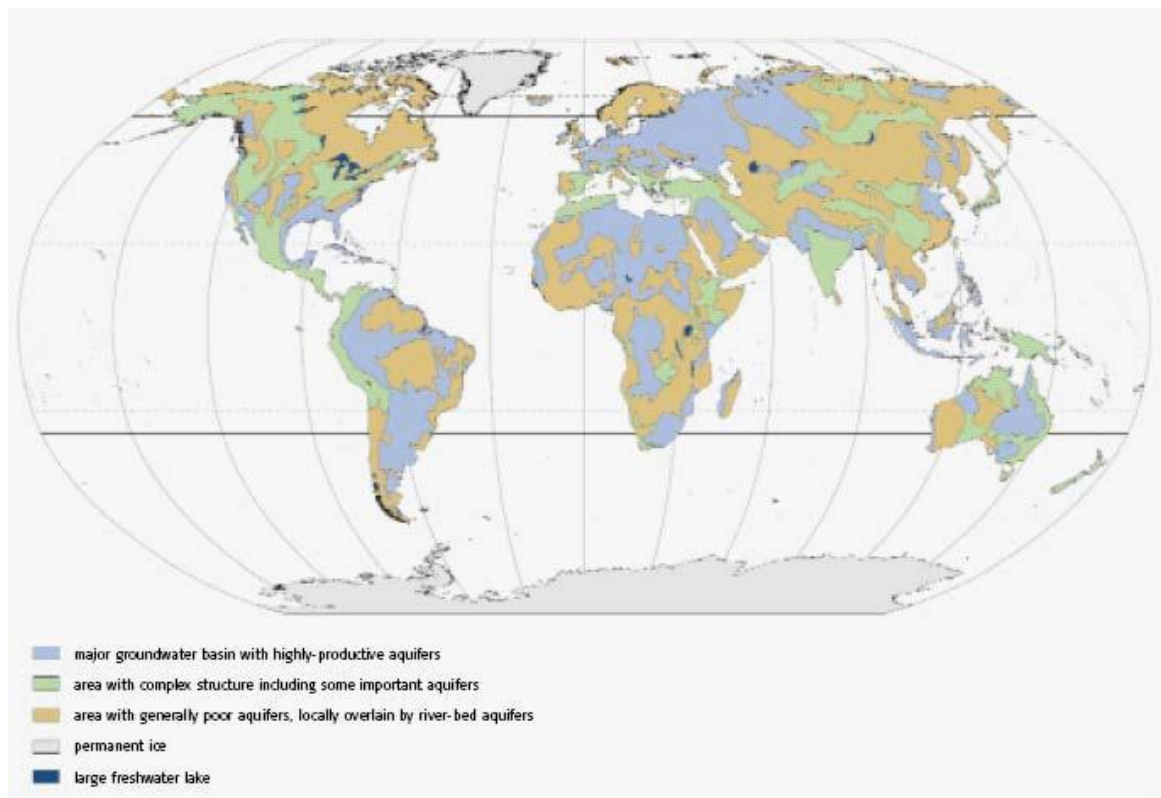 major groundwater basin with highly-productive aquifers
area with complex structure including some important aquifers
area with generally poor aquifers, locally overlain by river-bed aquifers
permanent ice
large freshwater lake